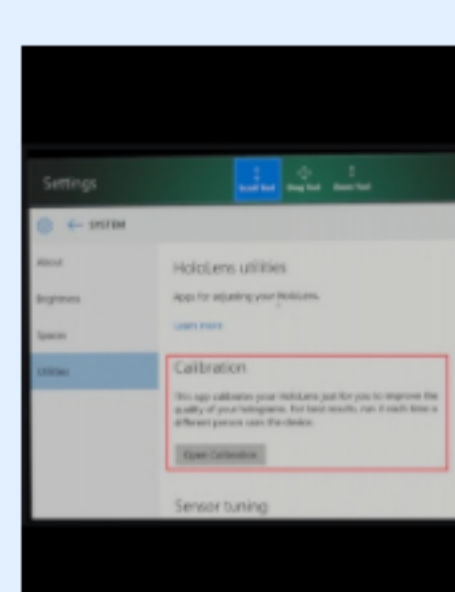 Settings
Scroll Tool
Drag Tool
Zoom Tool
SYSTEM
About
Brightness
Spaces
Utilities
HoloLens utilities
Apps for adjusting your HoloLens.
Learn more
Calibration
This app calibrates your HoloLens just for you to improve the
quality of your holograms. For best results, run it each time a
different person uses the device.
Open Calibration
Sensor tuning